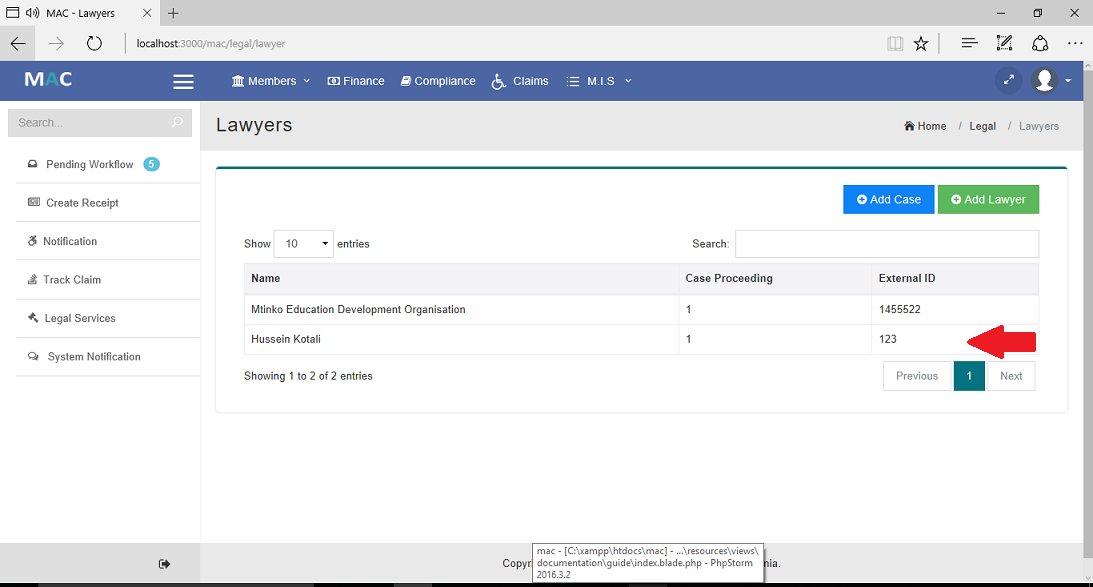 MAC - Lawyers
localhost:3000/mac/legal/lawyer
MAC
Members
Finance
Compliance
Claims
M.I.S
Search...
Lawyers
Home / Legal / Lawyers
Pending Workflow 5
Create Receipt
Notification
Track Claim
Legal Services
System Notification
Add Case
Add Lawyer
Show 10 entries
Search:
Name Case Proceeding External ID
Mtinko Education Development Organisation 1 1455522
Hussein Kotali 1 123
Showing 1 to 2 of 2 entries
Previous 1 Next
mac - [C:\xampp\htdocs\mac] - ...\resources\views\
documentation\guide\index.blade.php - PhpStorm
2016.3.2